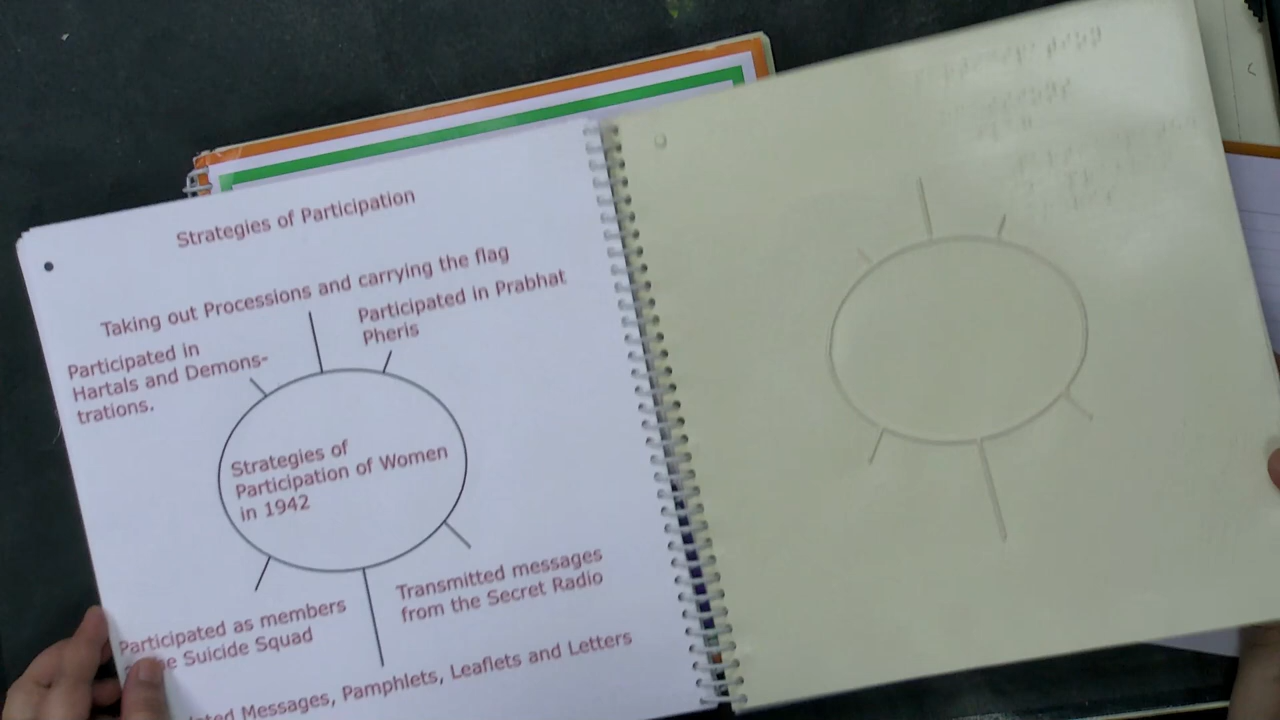 Strategies of Participation
Taking out Processions and carrying the flag
Participated in Prabhat
Pheris
Participated in
Hartals and Demons-
trations.
Strategies of
Participation of Women
in 1942
Transmitted messages
from the Secret Radio
Participated as members
Suicide Squad
Messages, Pamphlets, Leaflets and Letters